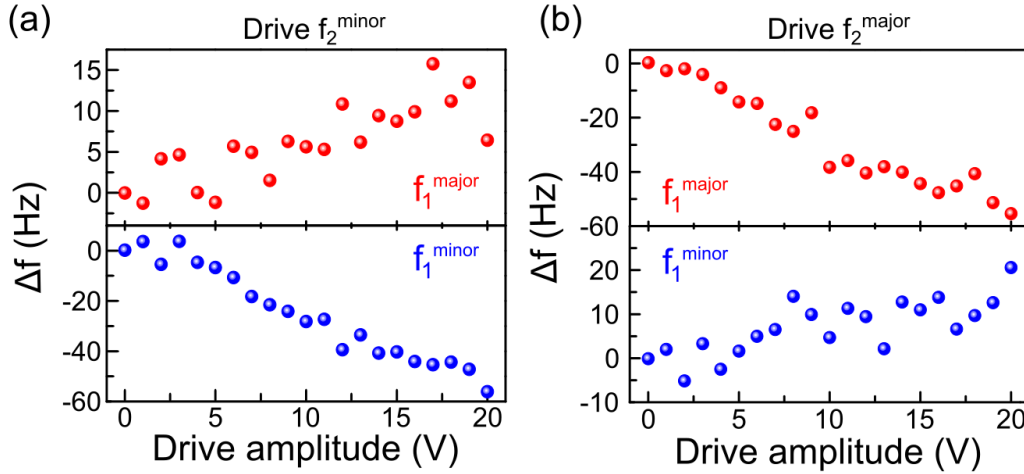 (a)
Drive f₂ᵐⁱⁿᵒʳ
15
10
5
0
f₁ᵐᵃʲᵒʳ
0
-20
-40
-60
f₁ᵐⁱⁿᵒʳ
Δf (Hz)
0 5 10 15 20
Drive amplitude (V)
(b)
Drive f₂ᵐᵃʲᵒʳ
0
-20
-40
-60
f₁ᵐᵃʲᵒʳ
20
10
0
-10
f₁ᵐⁱⁿᵒʳ
Δf (Hz)
0 5 10 15 20
Drive amplitude (V)